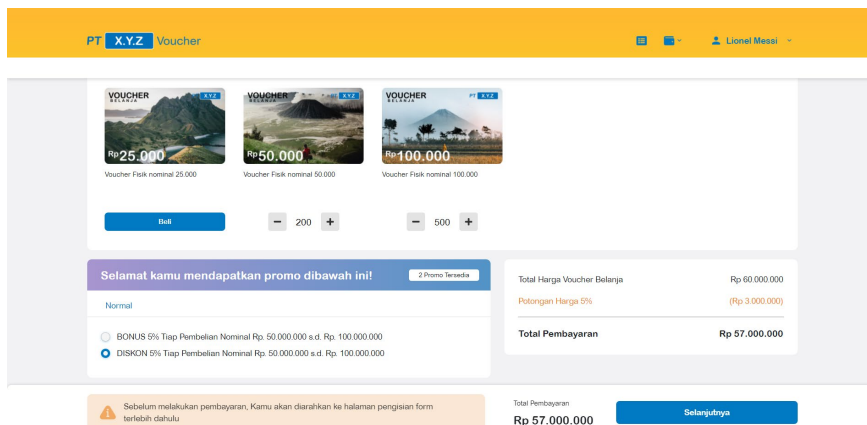 PT X.Y.Z Voucher
Lionel Messi
VOUCHER
BELANJA
X.Y.Z
Rp25.000
VOUCHER
BELANJA
PT X.Y.Z
Rp50.000
VOUCHER
BELANJA
PT X.Y.Z
Rp100.000
Voucher Fisik nominal 25.000
Voucher Fisik nominal 50.000
Voucher Fisik nominal 100.000
Beli
− 200 +
− 500 +
Selamat kamu mendapatkan promo dibawah ini!
2 Promo Tersedia
Normal
BONUS 5% Tiap Pembelian Nominal Rp. 50.000.000 s.d. Rp. 100.000.000
DISKON 5% Tiap Pembelian Nominal Rp. 50.000.000 s.d. Rp. 100.000.000
Total Harga Voucher Belanja Rp 60.000.000
Potongan Harga 5% (Rp 3.000.000)
Total Pembayaran Rp 57.000.000
Sebelum melakukan pembayaran, Kamu akan diarahkan ke halaman pengisian form
terlebih dahulu
Total Pembayaran
Rp 57.000.000
Selanjutnya